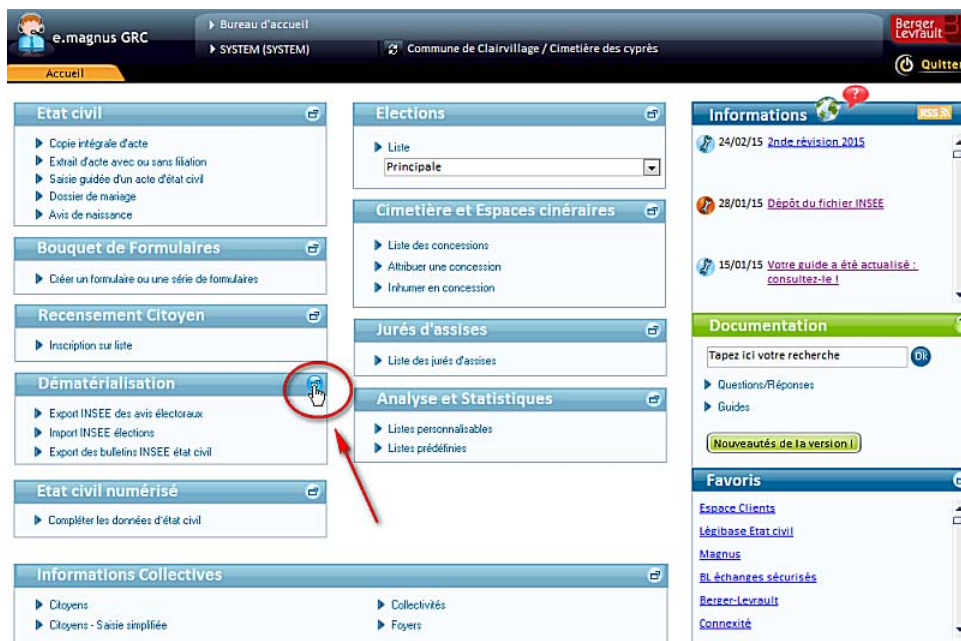 e.magnus GRC
Bureau d'accueil
SYSTEM (SYSTEM)
Commune de Clairvillage / Cimetière des cyprès
Berger
Levrault
Quitter
Accueil
Etat civil
Copie intégrale d'acte
Extrait d'acte avec ou sans filiation
Saisie guidée d'un acte d'état civil
Dossier de mariage
Avis de naissance
Bouquet de Formulaires
Créer un formulaire ou une série de formulaires
Recensement Citoyen
Inscription sur liste
Dématérialisation
Export INSEE des avis électoraux
Import INSEE élections
Export des bulletins INSEE état civil
Etat civil numérisé
Compléter les données d'état civil
Elections
Liste
Principale
Cimetière et Espaces cinéraires
Liste des concessions
Attribuer une concession
Inhumer en concession
Jurés d'assises
Liste des jurés d'assises
Analyse et Statistiques
Listes personnalisables
Listes prédéfinies
Informations Collectives
Citoyens
Citoyens - Saisie simplifiée
Collectivités
Foyers
Informations
?
RSS
24/02/15 2nde révision 2015
28/01/15 Dépôt du fichier INSEE
15/01/15 Votre guide a été actualisé :
consultez-le !
Documentation
Tapez ici votre recherche
Ok
Questions/Réponses
Guides
Nouveautés de la version !
Favoris
Espace Clients
Légibase Etat civil
Magnus
BL échanges sécurisés
Berger-Levrault
Connexité